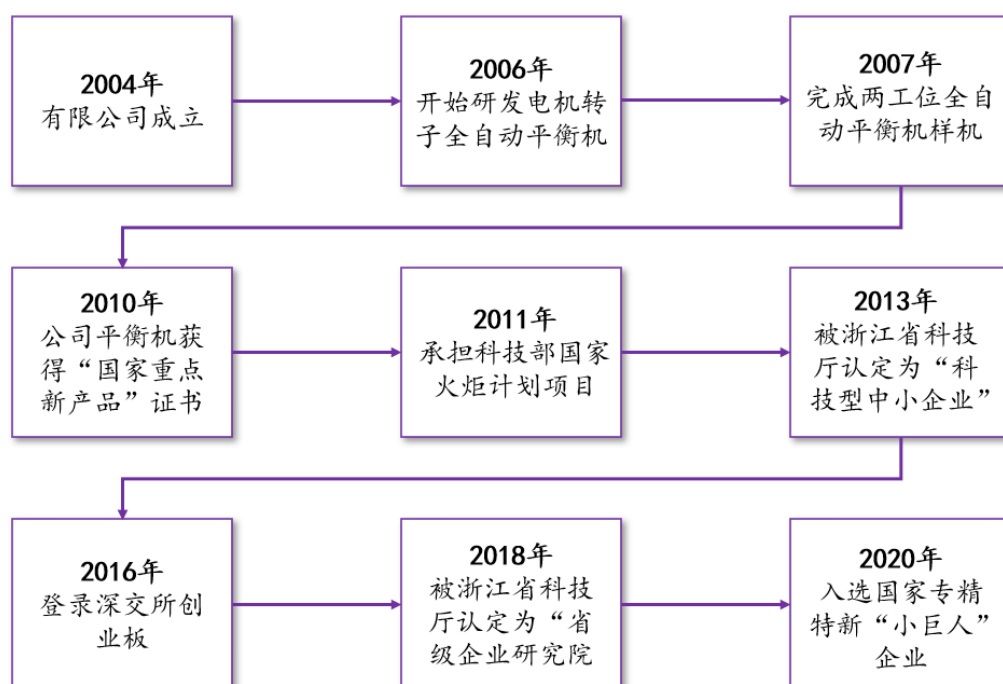 2004年
有限公司成立
2006年
开始研发电机转
子全自动平衡机
2007年
完成两工位全自
动平衡机样机
2010年
公司平衡机获
得“国家重点
新产品”证书
2011年
承担科技部国家
火炬计划项目
2013年
被浙江省科技
厅认定为“科
技型中小企业”
2016年
登录深交所创
业板
2018年
被浙江省科技
厅认定为“省
级企业研究院
2020年
入选国家专精
特新“小巨人”
企业